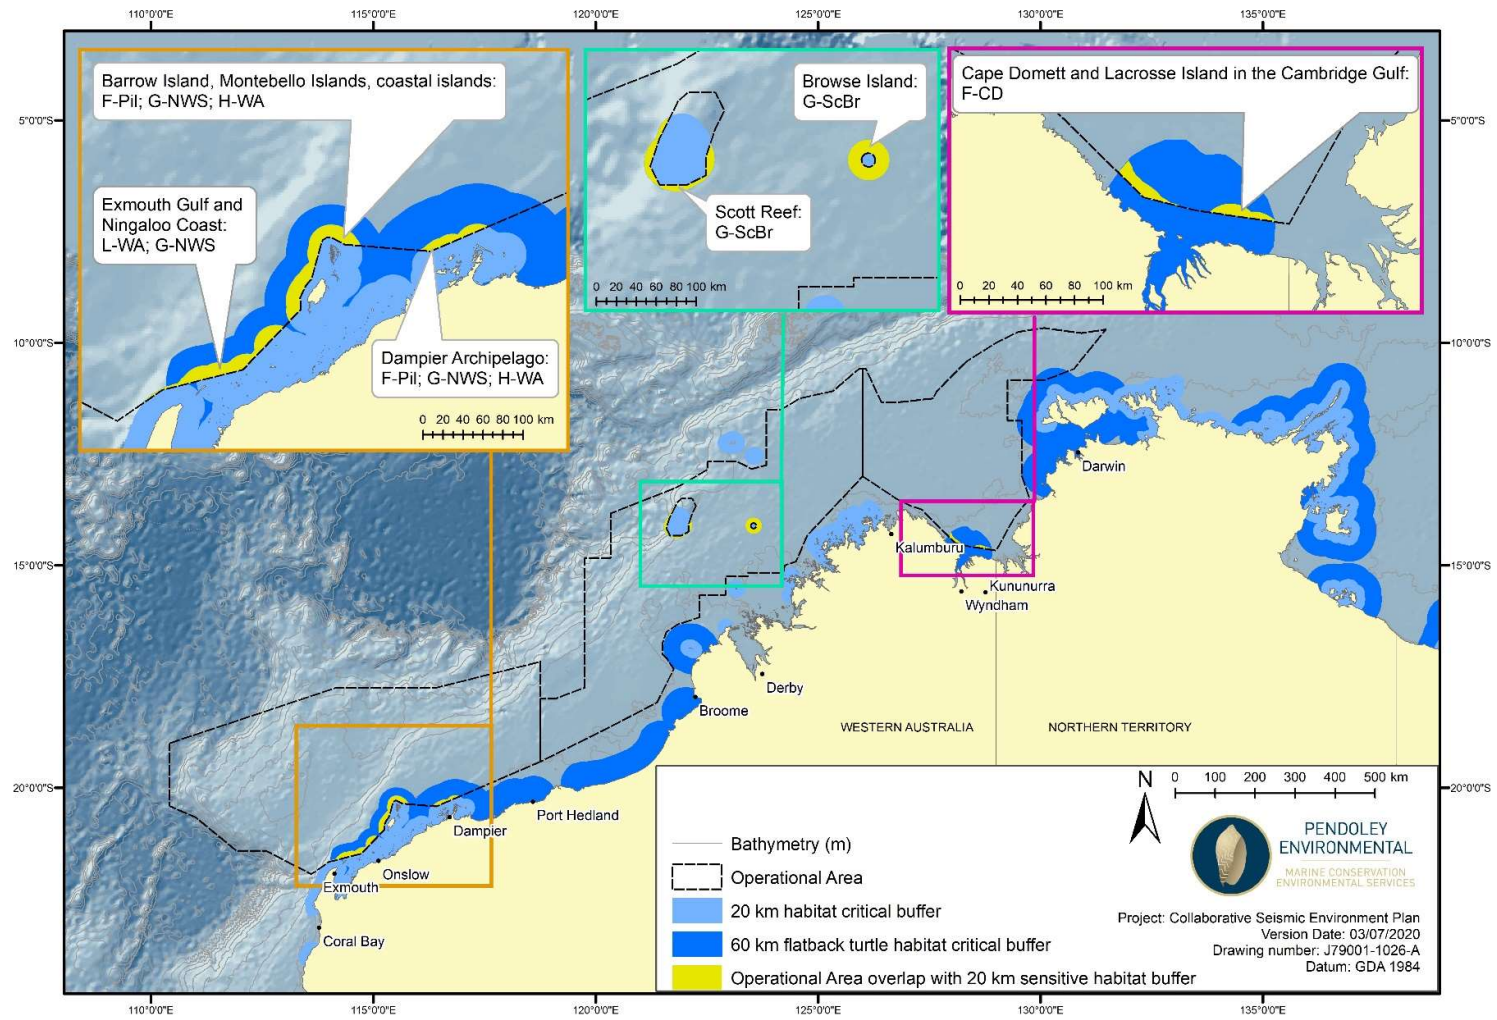 110°0'0"E
115°0'0"E
120°0'0"E
125°0'0"E
130°0'0"E
135°0'0"E
Barrow Island, Montebello Islands, coastal islands:
F-Pil; G-NWS; H-WA
Exmouth Gulf and
Ningaloo Coast:
L-WA; G-NWS
Dampier Archipelago:
F-Pil; G-NWS; H-WA
0 20 40 60 80 100 km
Browse Island:
G-ScBr
Scott Reef:
G-ScBr
0 20 40 60 80 100 km
Cape Domett and Lacrosse Island in the Cambridge Gulf:
F-CD
0 20 40 60 80 100 km
5°0'0"S
5°0'0"S
10°0'0"S
10°0'0"S
15°0'0"S
15°0'0"S
20°0'0"S
20°0'0"S
Darwin
Kalumburu
Kununurra
Wyndham
Derby
Broome
WESTERN AUSTRALIA
NORTHERN TERRITORY
Port Hedland
Dampier
Onslow
Exmouth
Coral Bay
N
0 100 200 300 400 500 km
Bathymetry (m)
Operational Area
20 km habitat critical buffer
60 km flatback turtle habitat critical buffer
Operational Area overlap with 20 km sensitive habitat buffer
PENDOLEY
ENVIRONMENTAL
MARINE CONSERVATION
ENVIRONMENTAL SERVICES
Project: Collaborative Seismic Environment Plan
Version Date: 03/07/2020
Drawing number: J79001-1026-A
Datum: GDA 1984
110°0'0"E
115°0'0"E
120°0'0"E
125°0'0"E
130°0'0"E
135°0'0"E